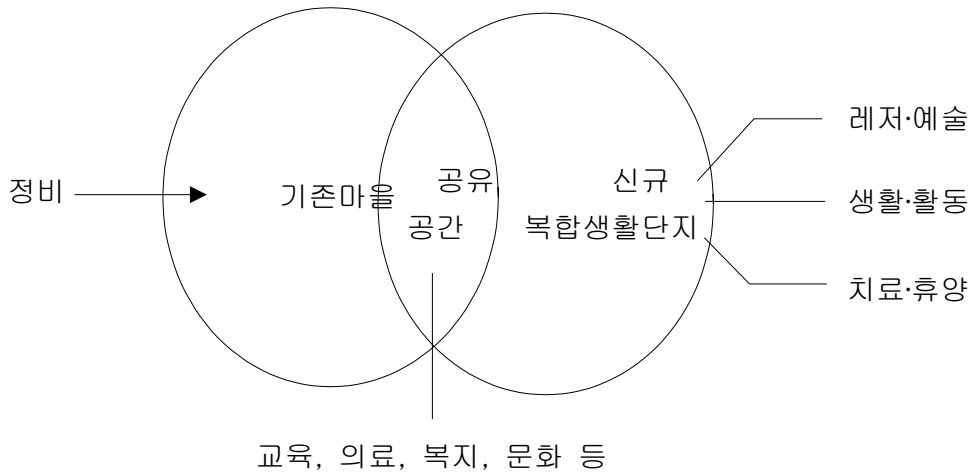 정비
기존마을
공유
공간
신규
복합생활단지
레저·예술
생활·활동
치료·휴양
교육, 의료, 복지, 문화 등